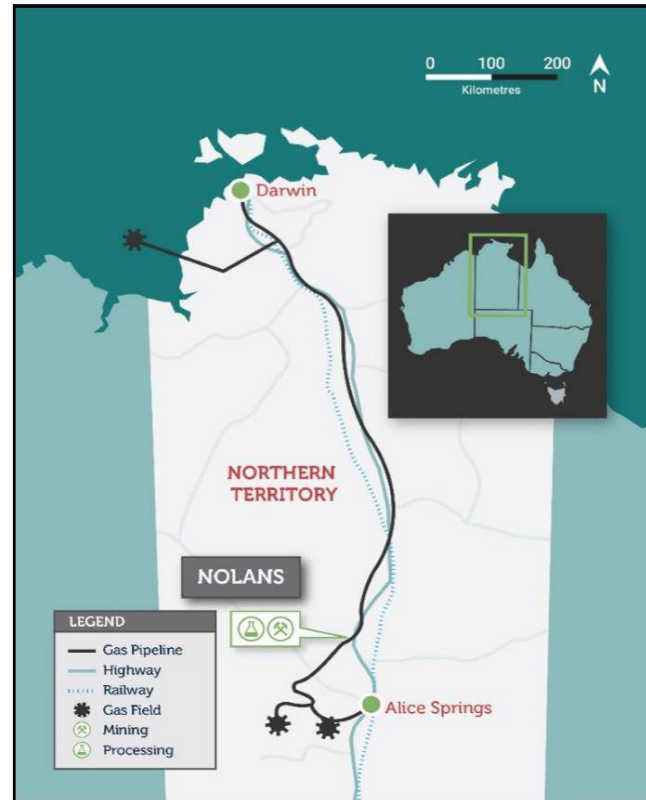 0 100 200
Kilometres
N
Darwin
NORTHERN
TERRITORY
NOLANS
LEGEND
Gas Pipeline
Highway
Railway
Gas Field
Mining
Processing
Alice Springs